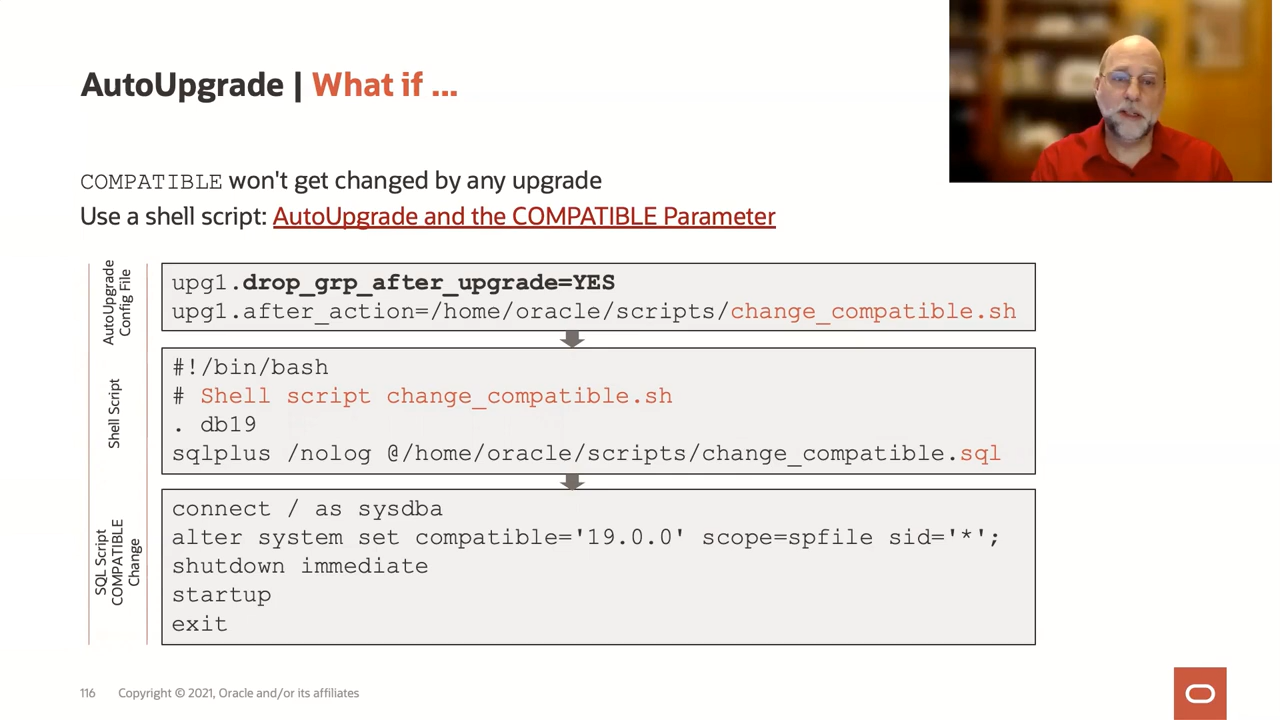 AutoUpgrade | What if ...
COMPATIBLE won't get changed by any upgrade
Use a shell script: AutoUpgrade and the COMPATIBLE Parameter
AutoUpgrade
Config File
upg1.drop_grp_after_upgrade=YES
upg1.after_action=/home/oracle/scripts/change_compatible.sh
Shell Script
#!/bin/bash
# Shell script change_compatible.sh
. db19
sqlplus /nolog @/home/oracle/scripts/change_compatible.sql
SQL Script
COMPATIBLE
Change
connect / as sysdba
alter system set compatible='19.0.0' scope=spfile sid='*';
shutdown immediate
startup
exit
116 Copyright © 2021, Oracle and/or its affiliates